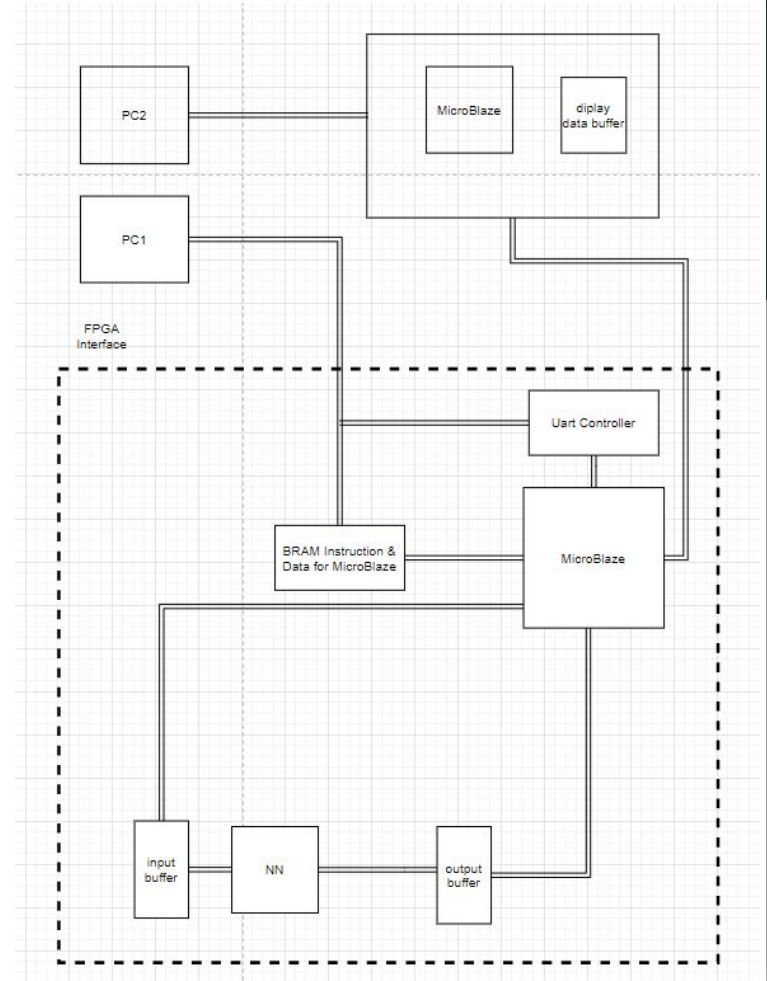 PC2
MicroBlaze
diplay
data buffer
PC1
FPGA
Interface
Uart Controller
BRAM Instruction &
Data for MicroBlaze
MicroBlaze
input
buffer
NN
output
buffer